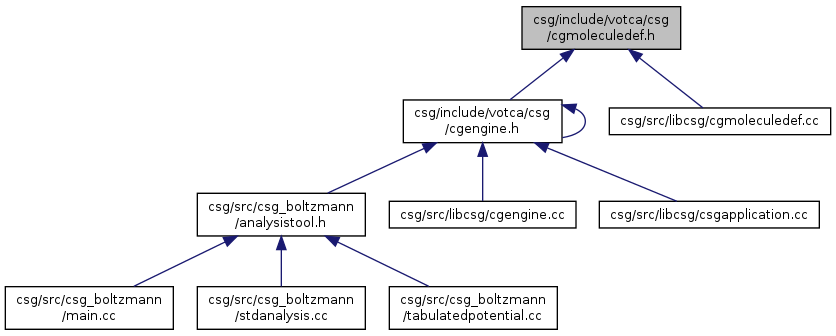 csg/include/votca/csg
/cgmoleculedef.h
csg/include/votca/csg
/cgengine.h
csg/src/libcsg/cgmoleculedef.cc
csg/src/csg_boltzmann
/analysistool.h
csg/src/libcsg/cgengine.cc
csg/src/libcsg/csgapplication.cc
csg/src/csg_boltzmann
/main.cc
csg/src/csg_boltzmann
/stdanalysis.cc
csg/src/csg_boltzmann
/tabulatedpotential.cc